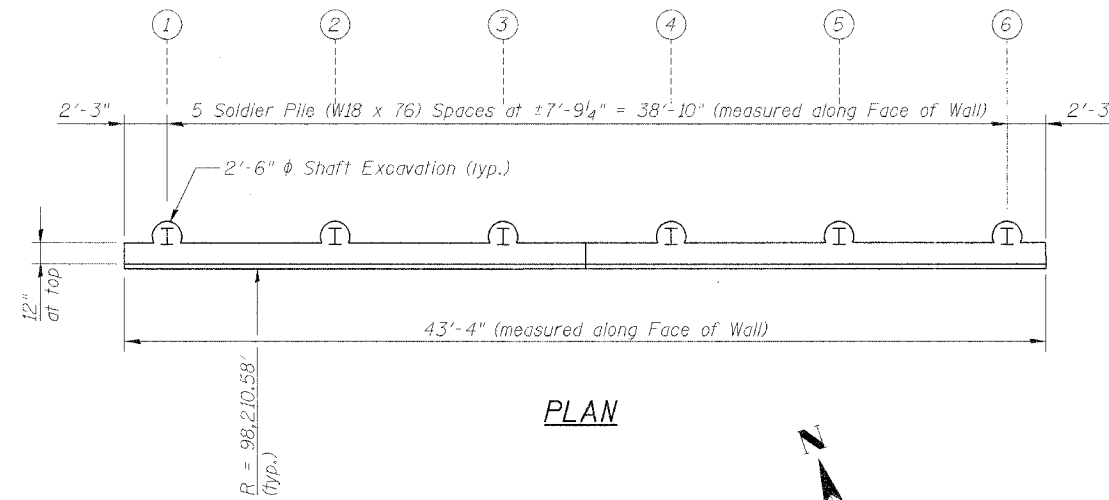 1 2 3 4 5 6
2'-3" 5 Soldier Pile (W18 x 76) Spaces at ±7'-9¼" = 38'-10" (measured along Face of Wall) 2'-3
2'-6" ϕ Shaft Excavation (typ.)
12"
at top
43'-4" (measured along Face of Wall)
R = 98,210.58'
(typ.)
PLAN
N